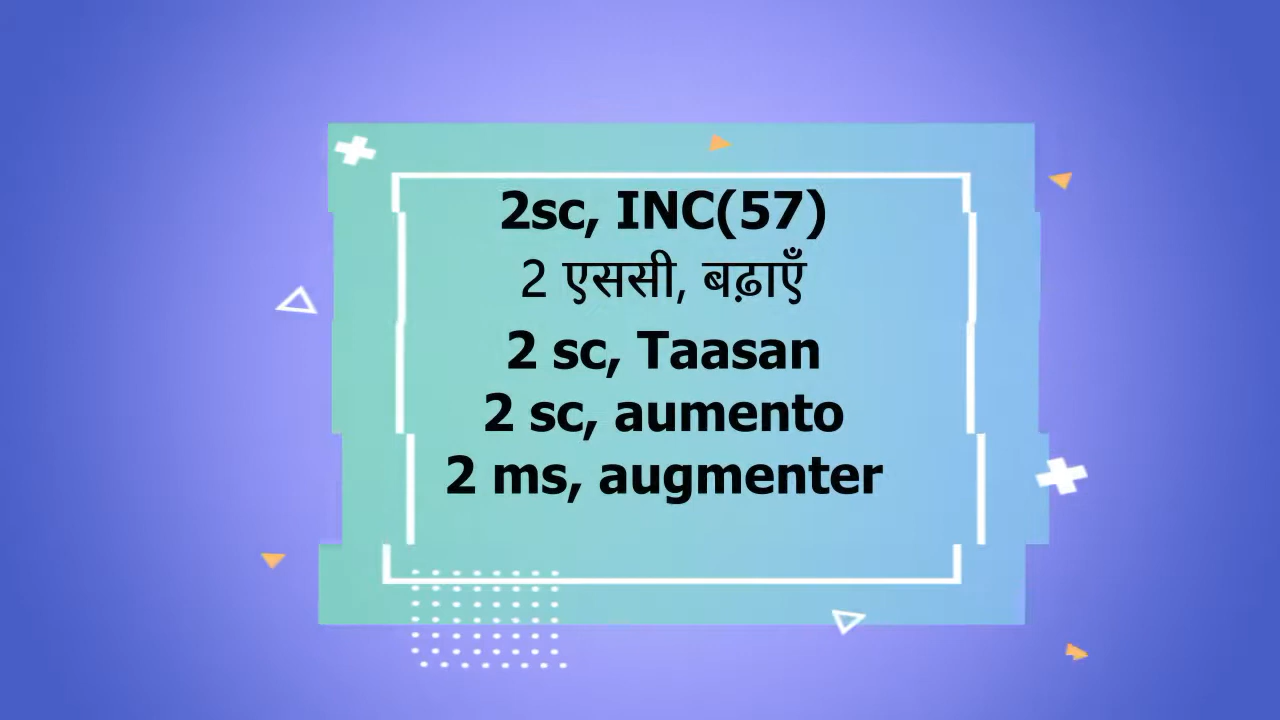 2sc, INC(57)
2 एससी, बढ़ाएँ
2 sc, Taasan
2 sc, aumento
2 ms, augmenter